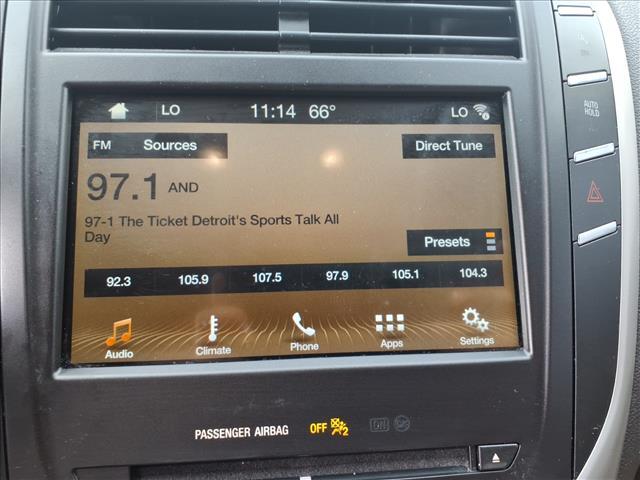 LO 11:14 66° LO
FM Sources Direct Tune
97.1 AND
97-1 The Ticket Detroit's Sports Talk All
Day
Presets
92.3 105.9 107.5 97.9 105.1 104.3
Audio Climate Phone Apps Settings
AUTO
HOLD
PASSENGER AIRBAG OFF 2 ON